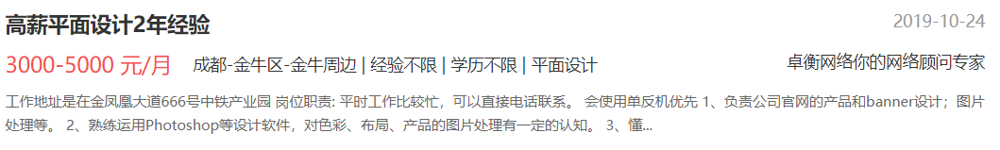 高薪平面设计2年经验 2019-10-24
3000-5000 元/月 成都-金牛区-金牛周边 | 经验不限 | 学历不限 | 平面设计 卓衡网络你的网络顾问专家
工作地址是在金凤凰大道666号中铁产业园 岗位职责: 平时工作比较忙，可以直接电话联系。 会使用单反机优先 1、负责公司官网的产品和banner设计；图片
处理等。 2、熟练运用Photoshop等设计软件，对色彩、布局、产品的图片处理有一定的认知。 3、懂...